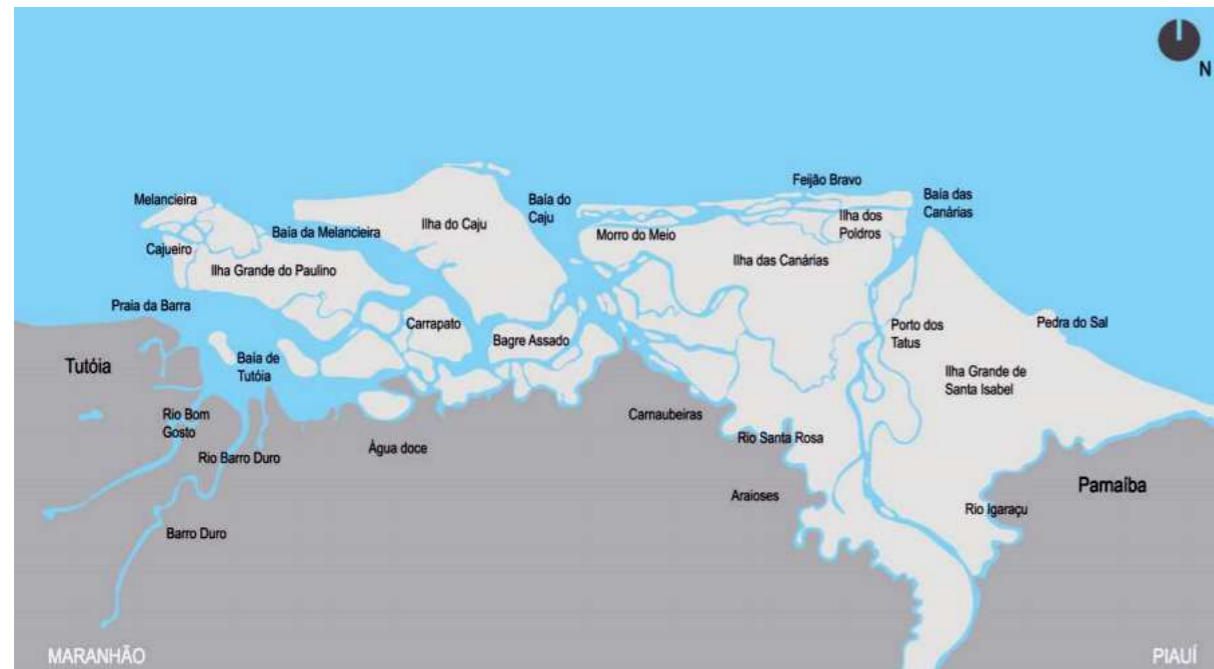 N
Melancieira
Cajueiro
Baía da Melancieira
Ilha Grande do Paulino
Ilha do Caju
Baía do
Caju
Feijão Bravo
Morro do Meio
Ilha dos
Poldros
Baía das
Canárias
Ilha das Canárias
Praia da Barra
Carrapato
Bagre Assado
Porto dos
Tatus
Pedra do Sal
Tutóia
Baía de
Tutóia
Ilha Grande de
Santa Isabel
Rio Bom
Gosto
Carnaubeiras
Rio Santa Rosa
Rio Barro Duro
Água doce
Araioses
Parnaíba
Rio Igaraçu
Barro Duro
MARANHÃO
PIAUÍ